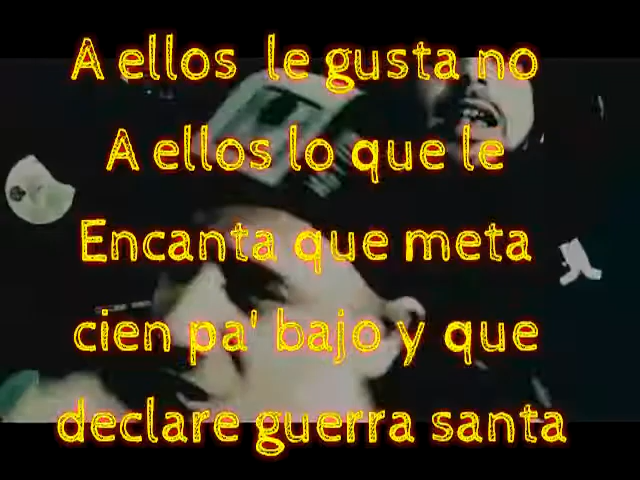 A ellos le gusta no
A ellos lo que le
Encanta que meta
cien pa' bajo y que
declare guerra santa